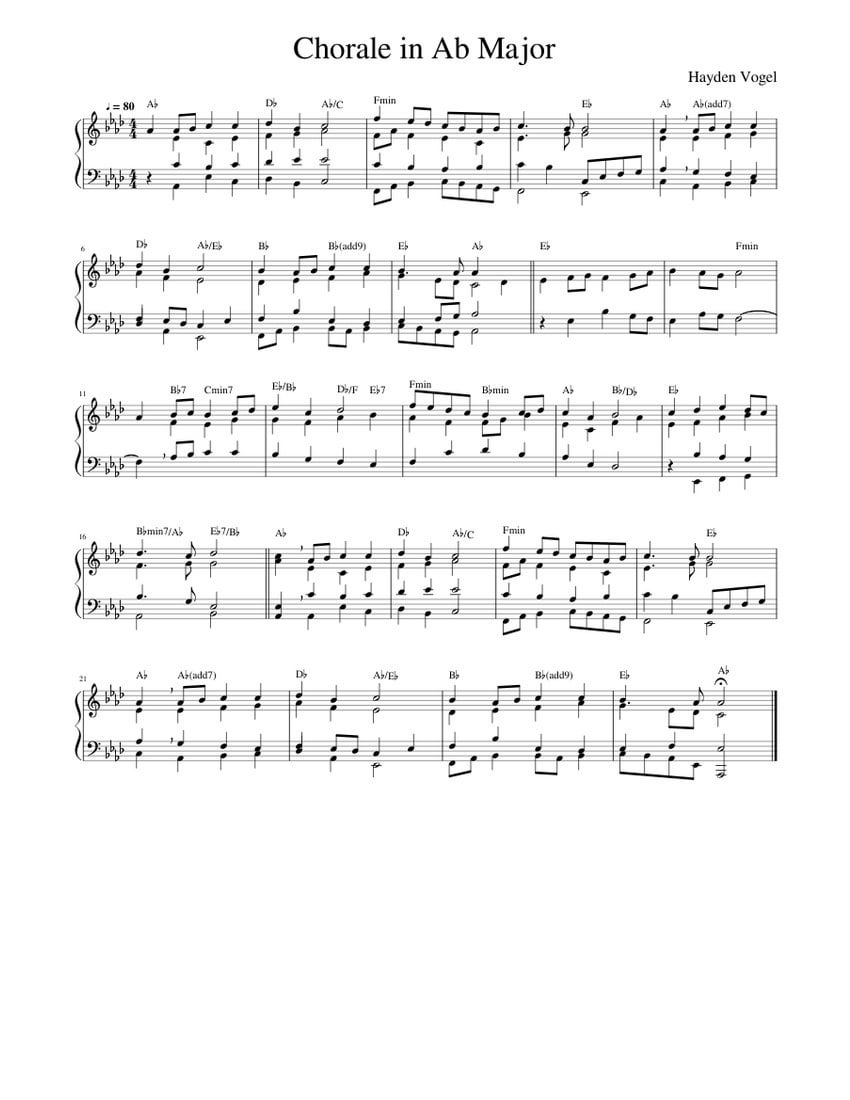 Chorale in Ab Major
Hayden Vogel
♩ = 80 A♭ D♭ A♭/C Fmin E♭ A♭ A♭(add7)
6 D♭ A♭/E♭ B♭ B♭(add9) E♭ A♭ E♭ Fmin
11 B♭7 Cmin7 E♭/B♭ D♭/F E♭7 Fmin B♭min A♭ B♭/D♭ E♭
16 B♭min7/A♭ E♭7/B♭ A♭ D♭ A♭/C Fmin E♭
21 A♭ A♭(add7) D♭ A♭/E♭ B♭ B♭(add9) E♭ A♭